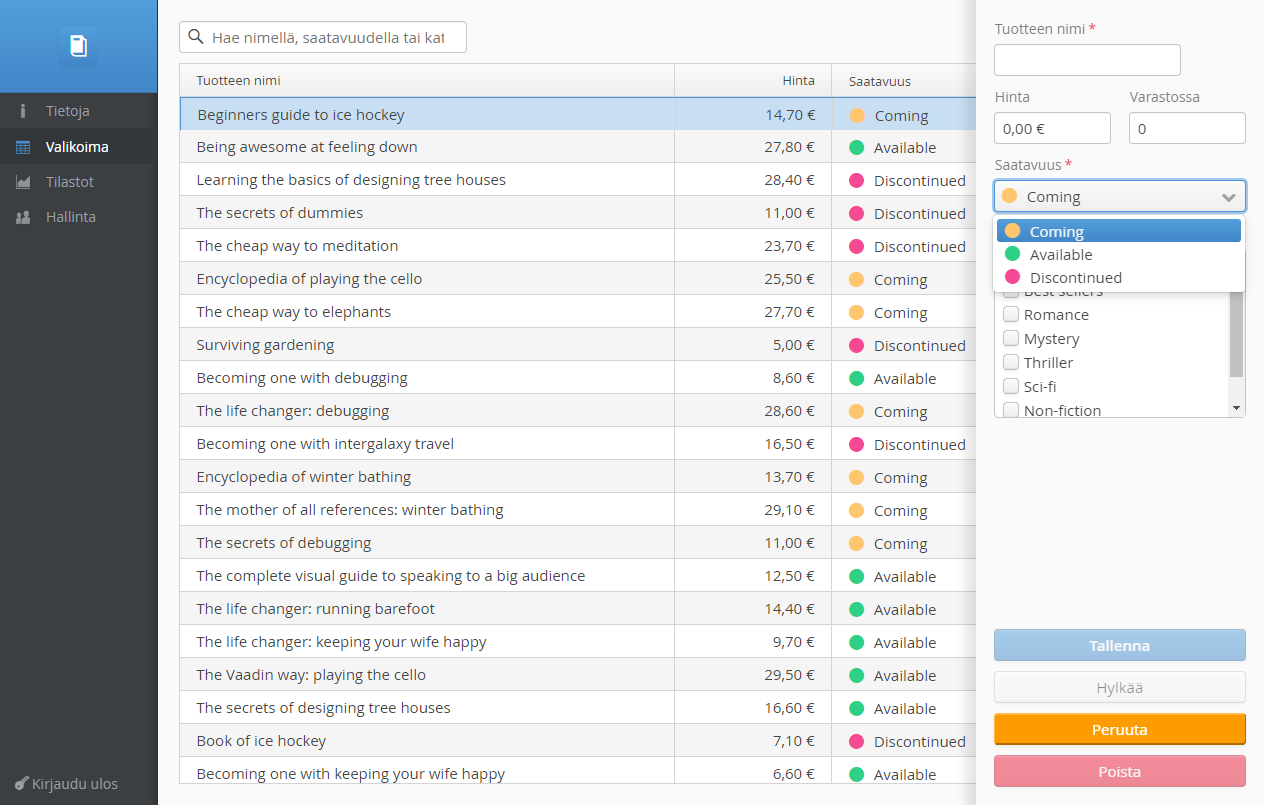 Tietoja
Valikoima
Tilastot
Hallinta
Kirjaudu ulos
Hae nimellä, saatavuudella tai kat
Tuotteen nimi Hinta Saatavuus
Beginners guide to ice hockey 14,70 € Coming
Being awesome at feeling down 27,80 € Available
Learning the basics of designing tree houses 28,40 € Discontinued
The secrets of dummies 11,00 € Discontinued
The cheap way to meditation 23,70 € Discontinued
Encyclopedia of playing the cello 25,50 € Coming
The cheap way to elephants 27,70 € Coming
Surviving gardening 5,00 € Discontinued
Becoming one with debugging 8,60 € Available
The life changer: debugging 28,60 € Coming
Becoming one with intergalaxy travel 16,50 € Discontinued
Encyclopedia of winter bathing 13,70 € Coming
The mother of all references: winter bathing 29,10 € Coming
The secrets of debugging 11,00 € Coming
The complete visual guide to speaking to a big audience 12,50 € Available
The life changer: running barefoot 14,40 € Available
The life changer: keeping your wife happy 9,70 € Available
The Vaadin way: playing the cello 29,50 € Available
The secrets of designing tree houses 16,60 € Available
Book of ice hockey 7,10 € Discontinued
Becoming one with keeping your wife happy 6,60 € Available
Tuotteen nimi *
Hinta Varastossa
0,00 € 0
Saatavuus *
Coming
Coming
Available
Discontinued
Best sellers
Romance
Mystery
Thriller
Sci-fi
Non-fiction
Tallenna
Hylkää
Peruuta
Poista